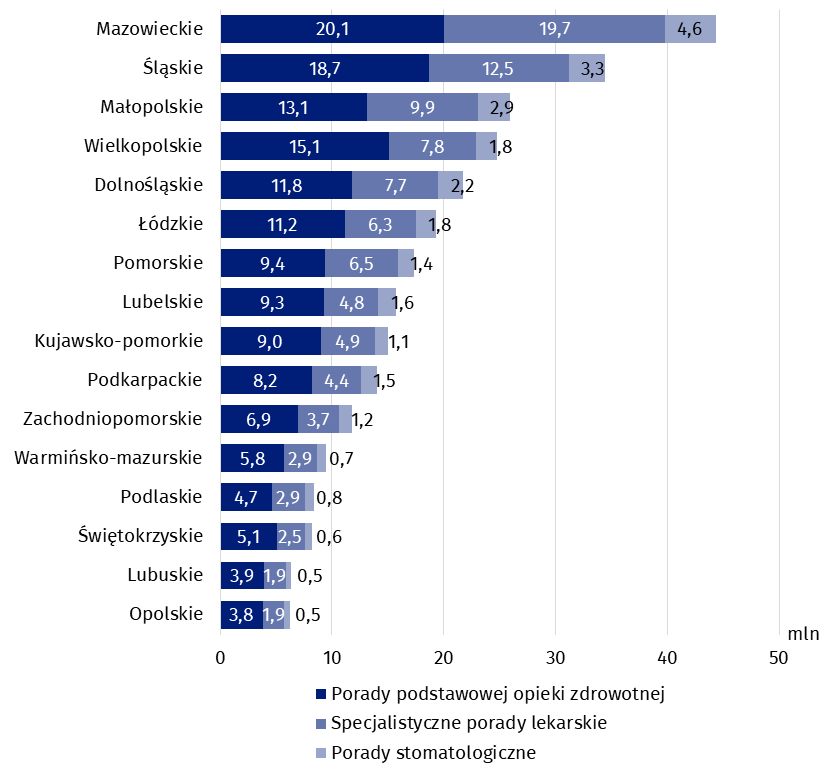 Mazowieckie 20,1 19,7 4,6
Śląskie 18,7 12,5 3,3
Małopolskie 13,1 9,9 2,9
Wielkopolskie 15,1 7,8 1,8
Dolnośląskie 11,8 7,7 2,2
Łódzkie 11,2 6,3 1,8
Pomorskie 9,4 6,5 1,4
Lubelskie 9,3 4,8 1,6
Kujawsko-pomorkie 9,0 4,9 1,1
Podkarpackie 8,2 4,4 1,5
Zachodniopomorskie 6,9 3,7 1,2
Warmińsko-mazurskie 5,8 2,9 0,7
Podlaskie 4,7 2,9 0,8
Świętokrzyskie 5,1 2,5 0,6
Lubuskie 3,9 1,9 0,5
Opolskie 3,8 1,9 0,5
mln
0 10 20 30 40 50
Porady podstawowej opieki zdrowotnej
Specjalistyczne porady lekarskie
Porady stomatologiczne